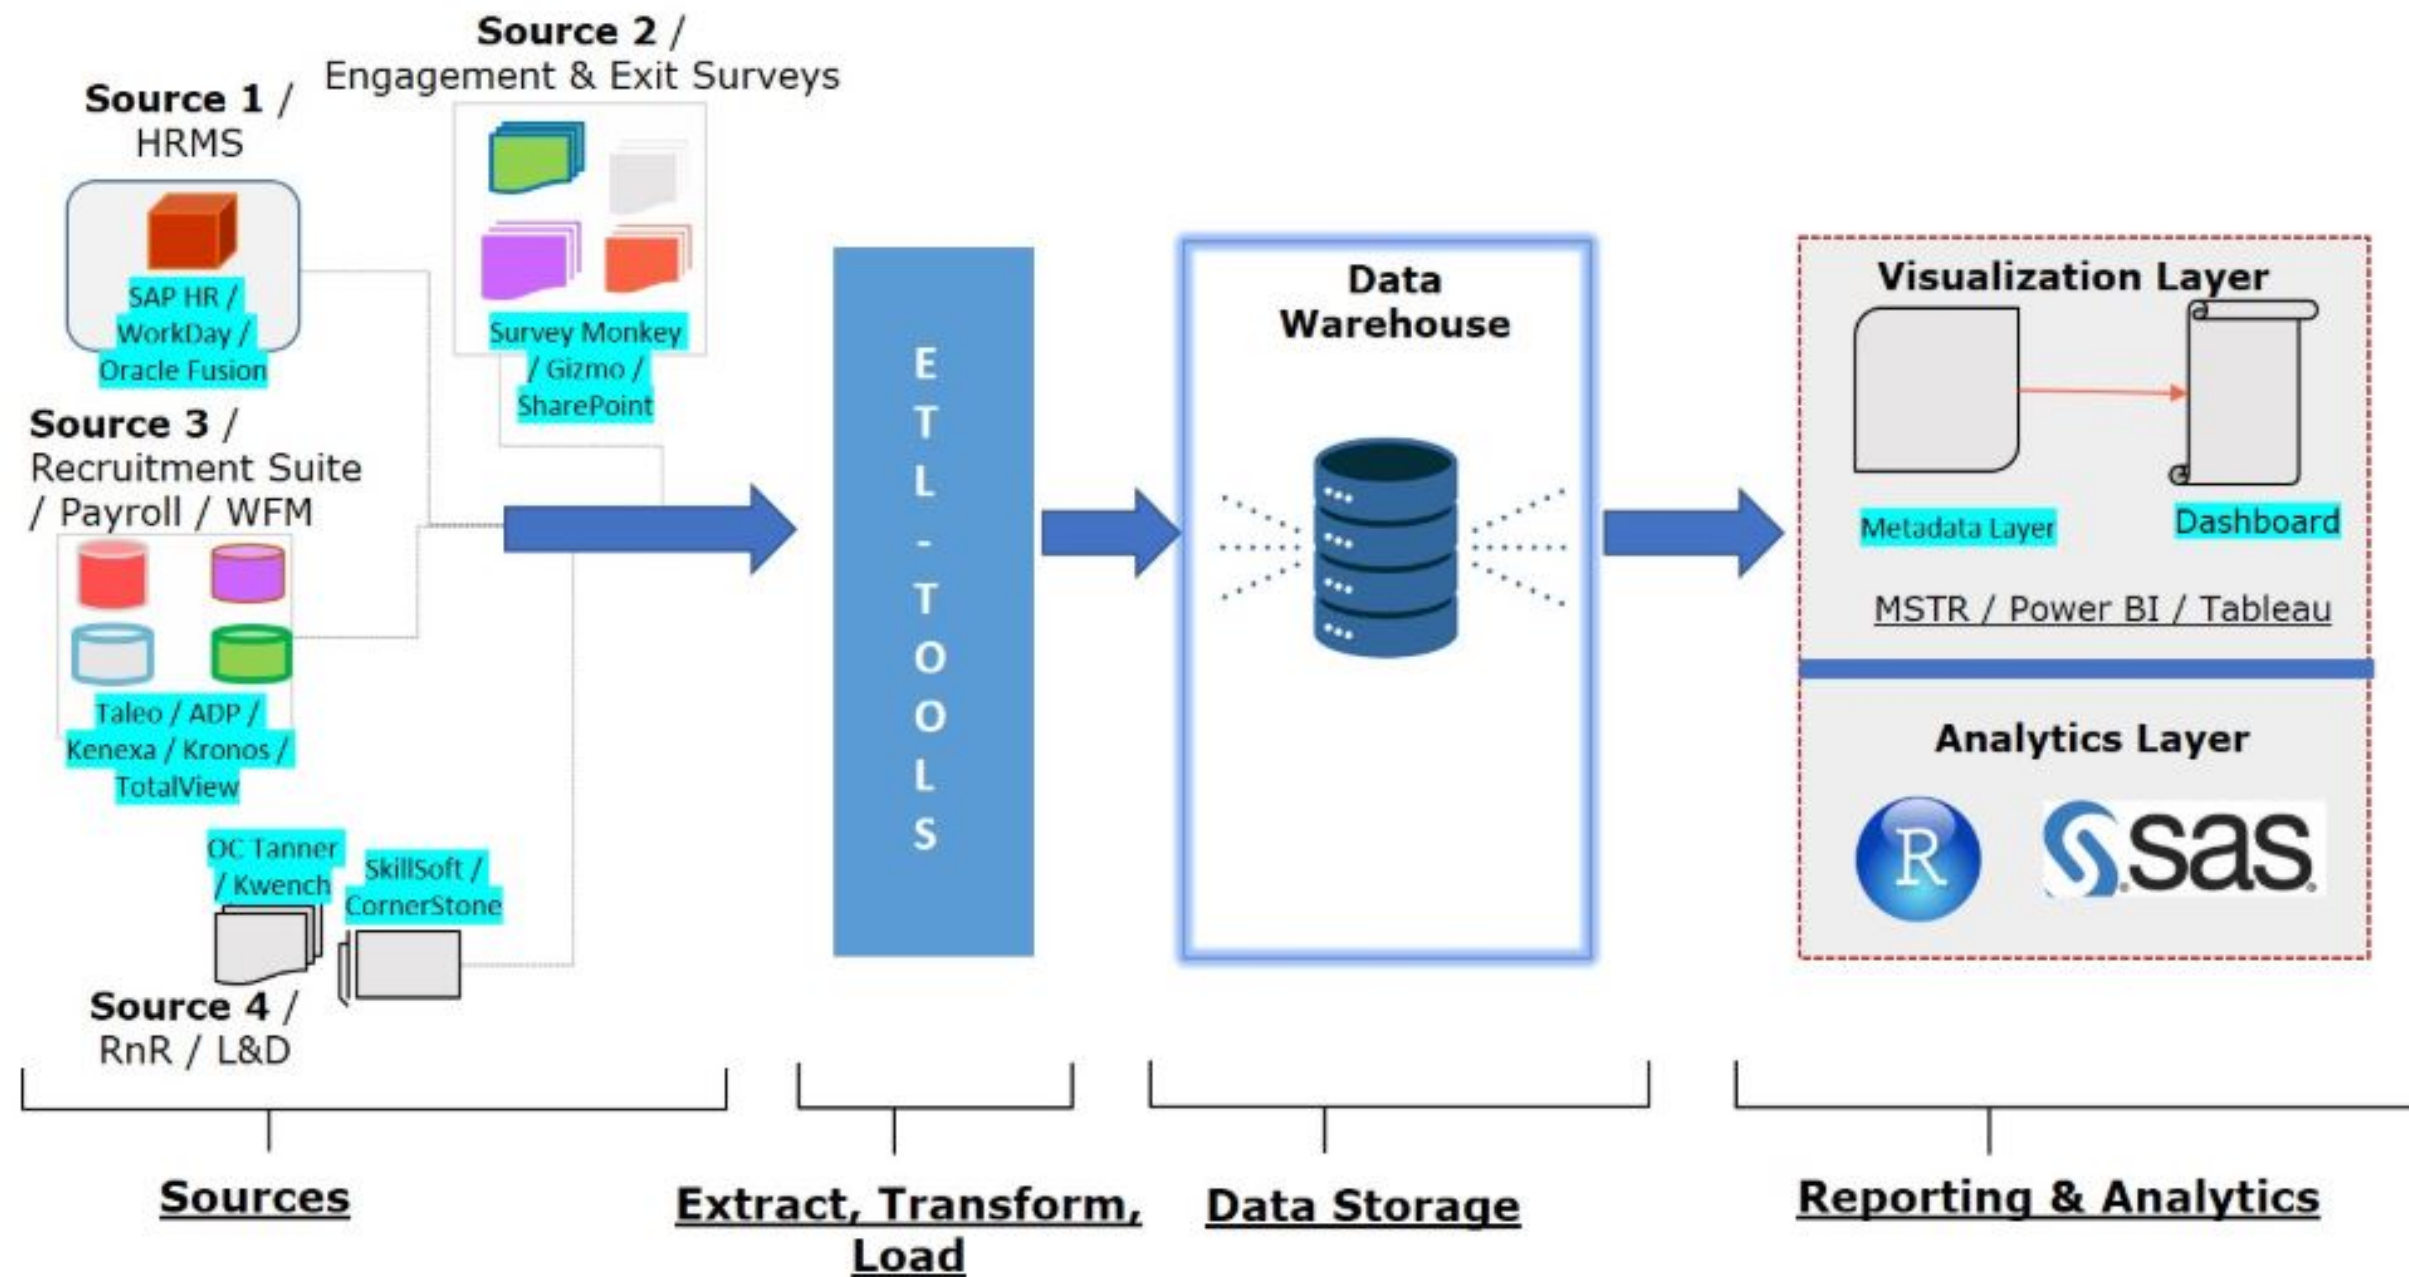 Source 1 /
HRMS
SAP HR /
WorkDay /
Oracle Fusion
Source 2 /
Engagement & Exit Surveys
Survey Monkey
/ Gizmo /
SharePoint
Source 3 /
Recruitment Suite
/ Payroll / WFM
Taleo / ADP /
Kenexa / Kronos /
TotalView
OC Tanner
/ Kwench
SkillSoft /
CornerStone
Source 4 /
RnR / L&D
ETL-TOOLS
Data
Warehouse
Visualization Layer
Metadata Layer
Dashboard
MSTR / Power BI / Tableau
Analytics Layer
R
sas
Sources
Extract, Transform,
Load
Data Storage
Reporting & Analytics